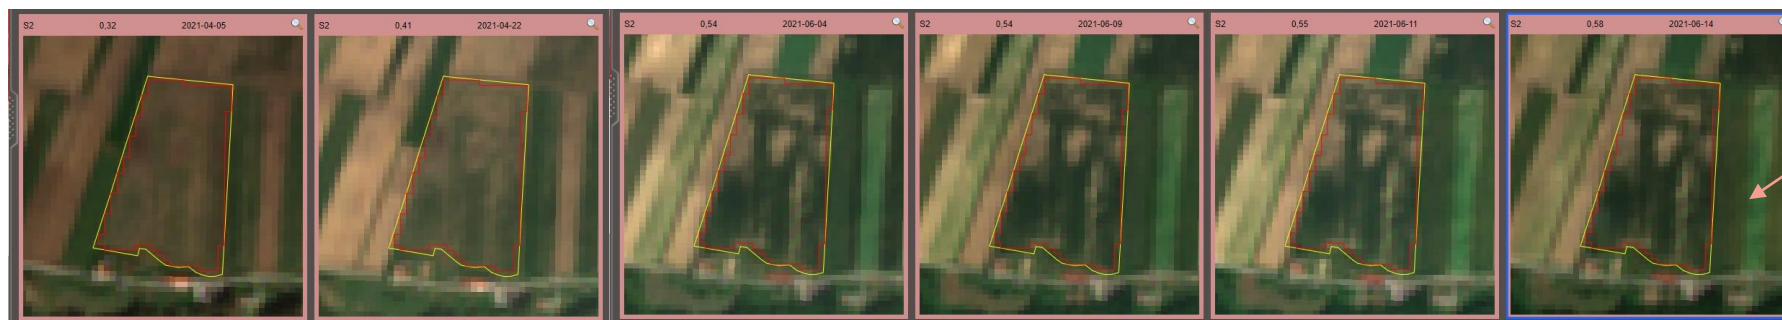 S2 0,32 2021-04-05
S2 0,41 2021-04-22
S2 0,54 2021-06-04
S2 0,54 2021-06-09
S2 0,55 2021-06-11
S2 0,58 2021-06-14